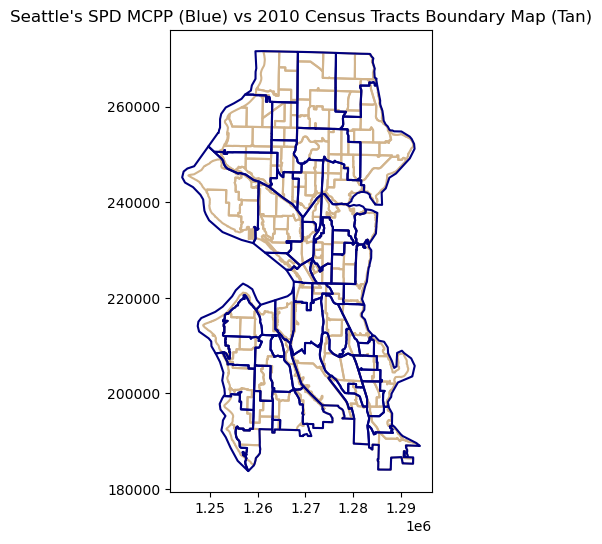 Seattle's SPD MCPP (Blue) vs 2010 Census Tracts Boundary Map (Tan)
260000
240000
220000
200000
180000
1.25 1.26 1.27 1.28 1.29
1e6